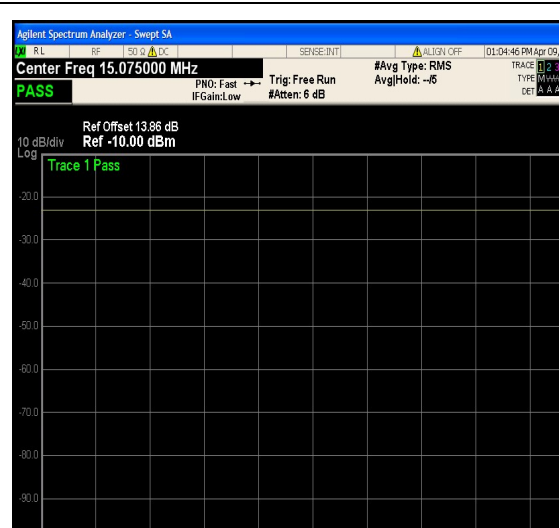 Agilent Spectrum Analyzer - Swept SA
LXI RL RF 50 Ω DC SENSE:INT ALIGN OFF 01:04:46 PM Apr 09,
Center Freq 15.075000 MHz #Avg Type: RMS TRACE 1 2 3
PNO: Fast Trig: Free Run Avg|Hold: --/5 TYPE M
PASS IFGain:Low #Atten: 6 dB DET A A A
Ref Offset 13.86 dB
10 dB/div Ref -10.00 dBm
Log
Trace 1 Pass
-20.0
-30.0
-40.0
-50.0
-60.0
-70.0
-80.0
-90.0